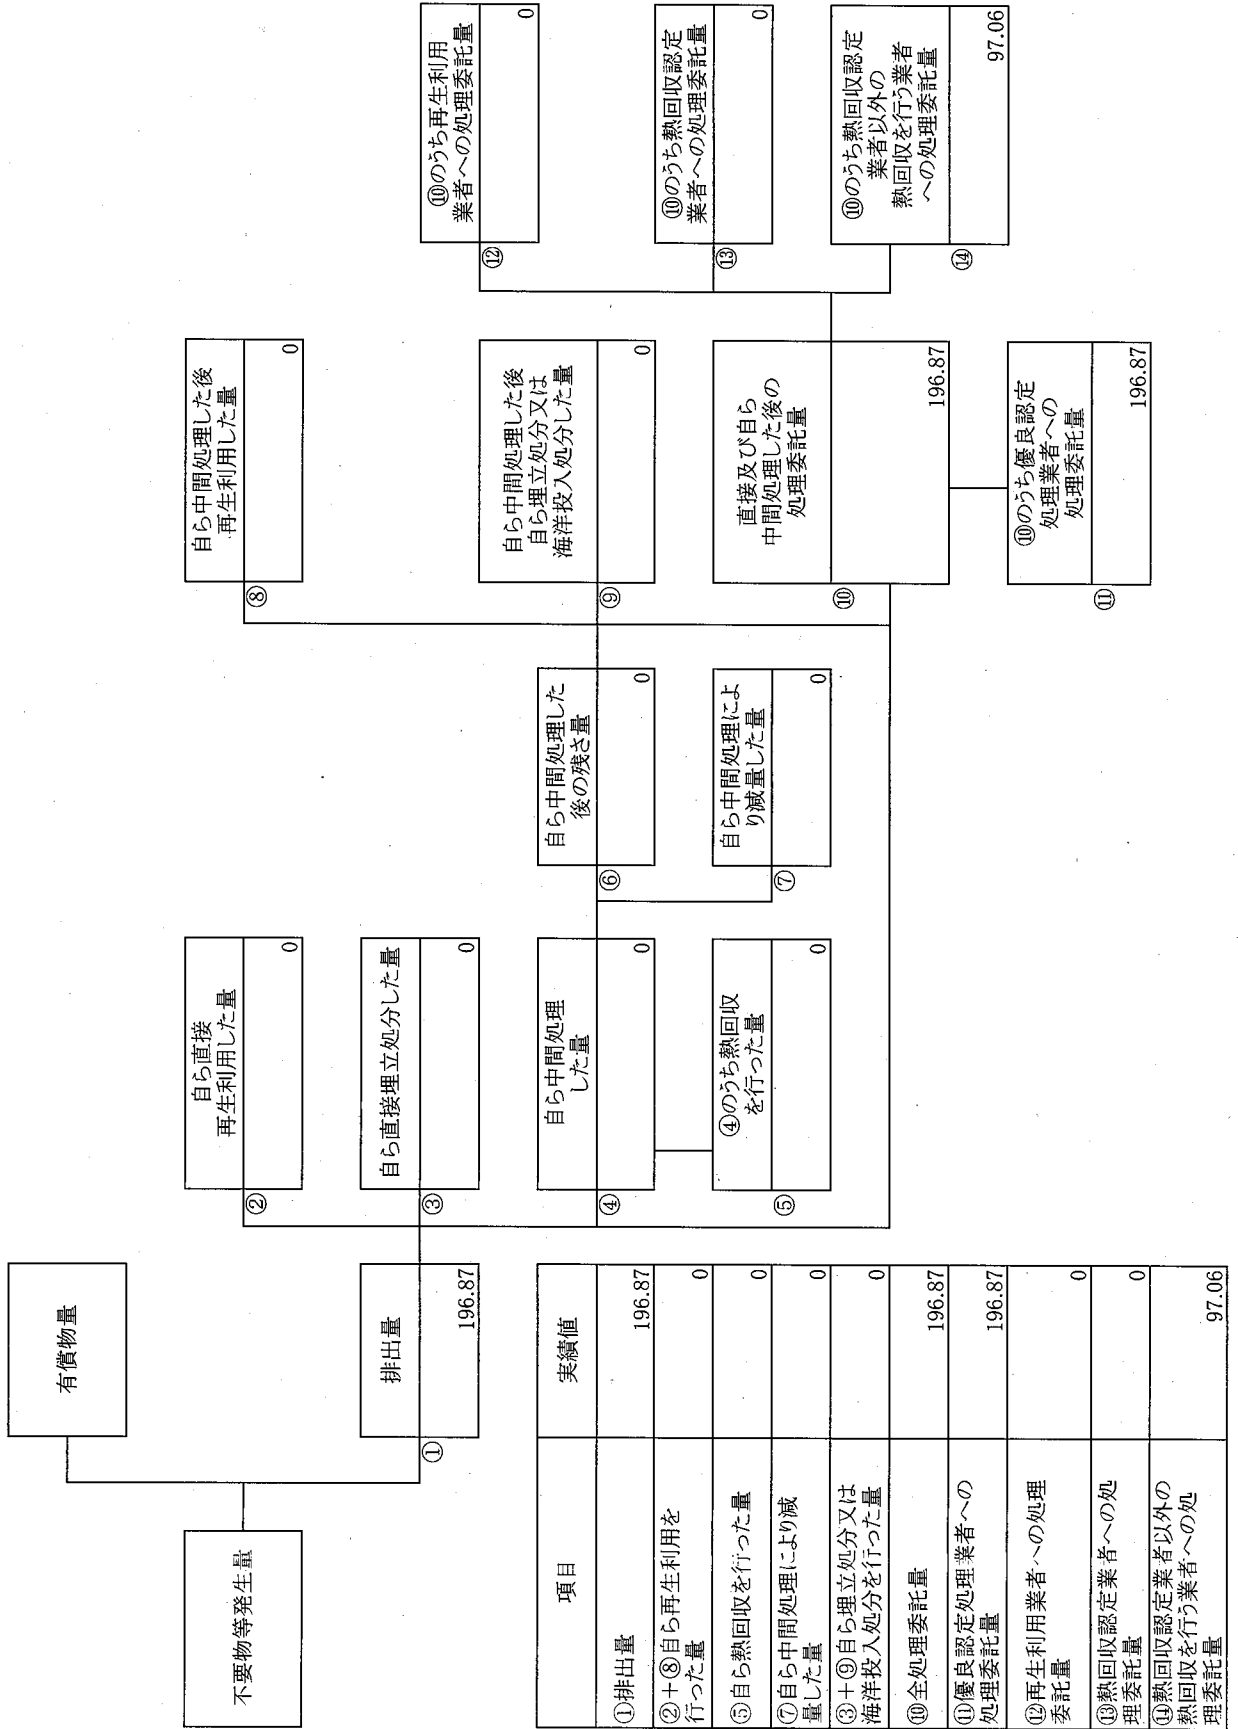 不要物等発生量
有償物量
①
排出量
196.87
②
自ら直接
再生利用した量
0
③
自ら直接埋立処分した量
0
④
自ら中間処理
した量
0
⑤
④のうち熱回収
を行った量
0
⑥
自ら中間処理した
後の残さ量
0
⑦
自ら中間処理によ
り減量した量
0
⑧
自ら中間処理した後
再生利用した量
0
⑨
自ら中間処理した後
自ら埋立処分又は
海洋投入処分した量
0
⑩
直接及び自ら
中間処理した後の
処理委託量
196.87
⑪
⑩のうち優良認定
処理業者への
処理委託量
196.87
⑫
⑩のうち再生利用
業者への処理委託量
0
⑬
⑩のうち熱回収認定
業者への処理委託量
0
⑭
⑩のうち熱回収認定
業者以外の
熱回収を行う業者
への処理委託量
97.06
項目
実績値
①排出量
196.87
②+⑧自ら再生利用を
行った量
0
⑤自ら熱回収を行った量
0
⑦自ら中間処理により減
量した量
0
③+⑨自ら埋立処分又は
海洋投入処分を行った量
0
⑩全処理委託量
196.87
⑪優良認定処理業者への
処理委託量
196.87
⑫再生利用業者への処理
委託量
0
⑬熱回収認定業者への処
理委託量
0
⑭熱回収認定業者以外の
熱回収を行う業者への処
理委託量
97.06